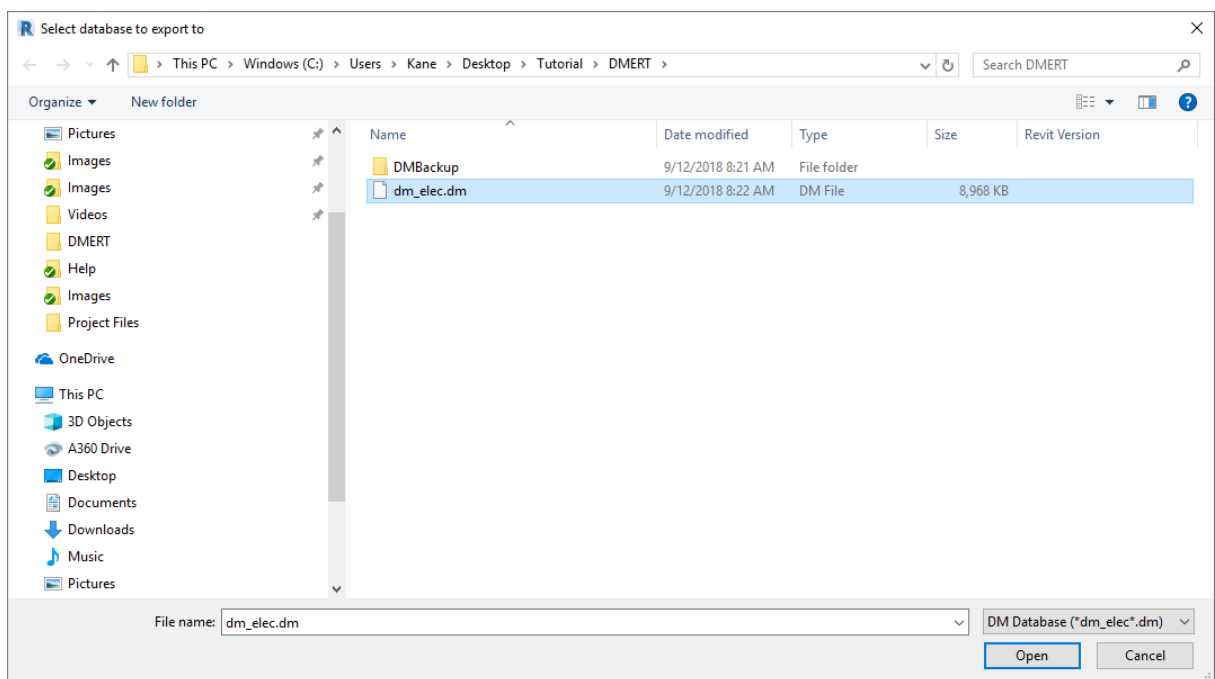 Select database to export to
This PC > Windows (C:) > Users > Kane > Desktop > Tutorial > DMERT >
Search DMERT
Organize
New folder
Pictures
Images
Images
Videos
DMERT
Help
Images
Project Files
OneDrive
This PC
3D Objects
A360 Drive
Desktop
Documents
Downloads
Music
Pictures
Name Date modified Type Size Revit Version
DMBackup 9/12/2018 8:21 AM File folder
dm_elec.dm 9/12/2018 8:22 AM DM File 8,968 KB
File name: dm_elec.dm
DM Database (*dm_elec*.dm)
Open
Cancel